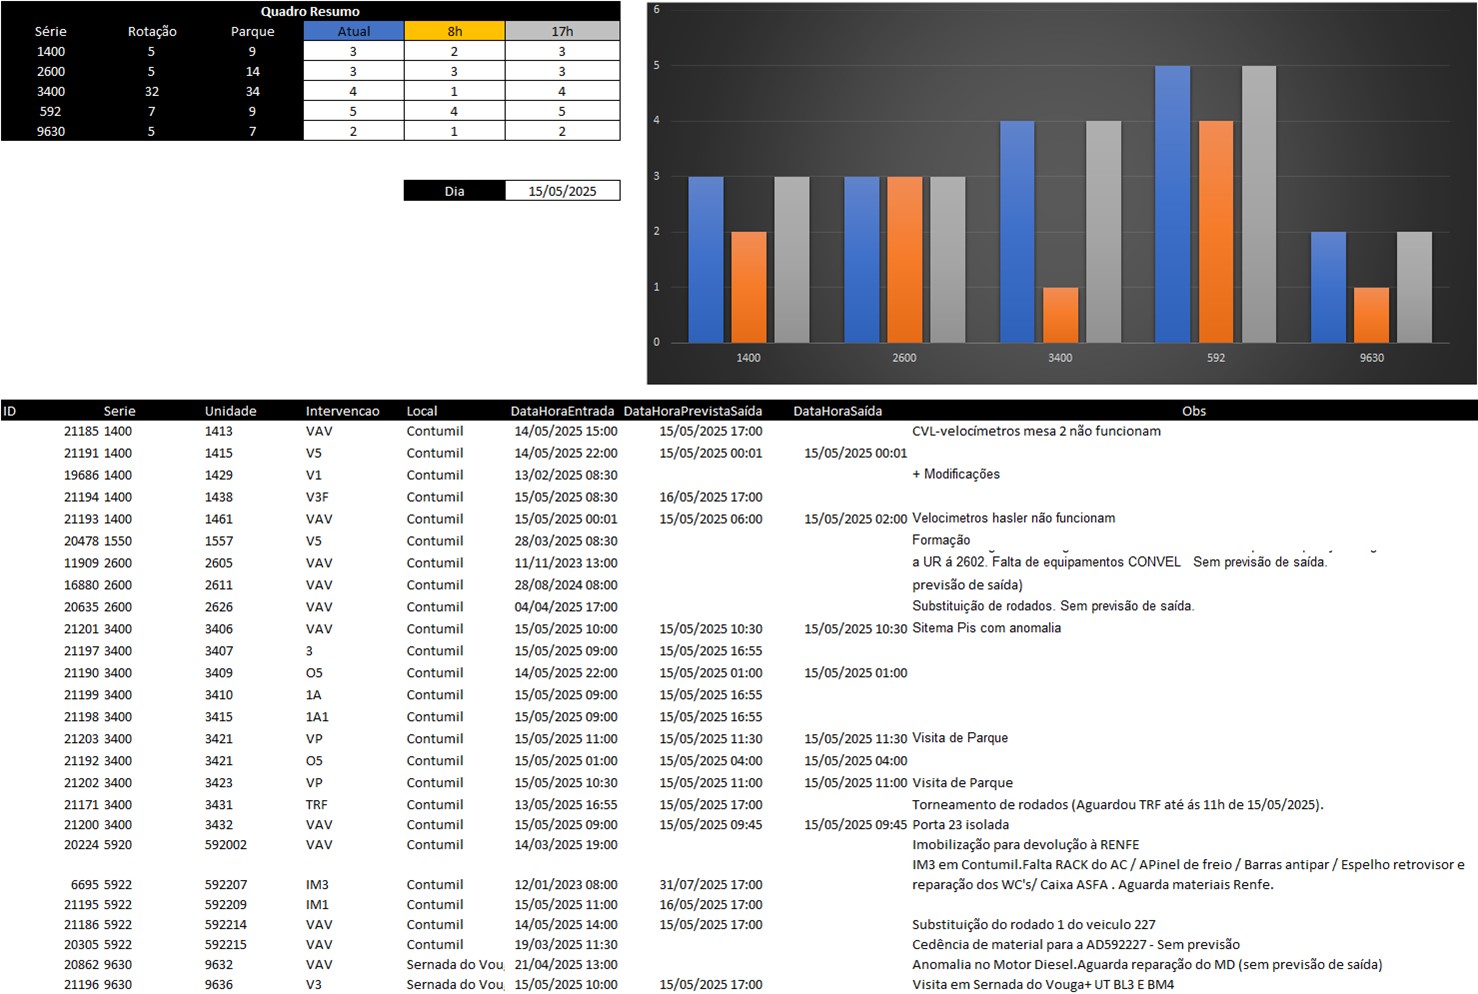 Quadro Resumo
Série Rotação Parque Atual 8h 17h
1400 5 9 3 2 3
2600 5 14 3 3 3
3400 32 34 4 1 4
592 7 9 5 4 5
9630 5 7 2 1 2
Dia 15/05/2025
6
5
4
3
2
1
0
1400 2600 3400 592 9630
ID Serie Unidade Intervencao Local DataHoraEntrada DataHoraPrevistaSaída DataHoraSaída Obs
21185 1400 1413 VAV Contumil 14/05/2025 15:00 15/05/2025 17:00 CVL-velocímetros mesa 2 não funcionam
21191 1400 1415 V5 Contumil 14/05/2025 22:00 15/05/2025 00:01 15/05/2025 00:01
19686 1400 1429 V1 Contumil 13/02/2025 08:30 + Modificações
21194 1400 1438 V3F Contumil 15/05/2025 08:30 16/05/2025 17:00
21193 1400 1461 VAV Contumil 15/05/2025 00:01 15/05/2025 06:00 15/05/2025 02:00 Velocimetros hasler não funcionam
20478 1550 1557 V5 Contumil 28/03/2025 08:30 Formação
11909 2600 2605 VAV Contumil 11/11/2023 13:00 a UR á 2602. Falta de equipamentos CONVEL Sem previsão de saída.
16880 2600 2611 VAV Contumil 28/08/2024 08:00 previsão de saída)
20635 2600 2626 VAV Contumil 04/04/2025 17:00 Substituição de rodados. Sem previsão de saída.
21201 3400 3406 VAV Contumil 15/05/2025 10:00 15/05/2025 10:30 15/05/2025 10:30 Sitema Pis com anomalia
21197 3400 3407 3 Contumil 15/05/2025 09:00 15/05/2025 16:55
21190 3400 3409 O5 Contumil 14/05/2025 22:00 15/05/2025 01:00 15/05/2025 01:00
21199 3400 3410 1A Contumil 15/05/2025 09:00 15/05/2025 16:55
21198 3400 3415 1A1 Contumil 15/05/2025 09:00 15/05/2025 16:55
21203 3400 3421 VP Contumil 15/05/2025 11:00 15/05/2025 11:30 15/05/2025 11:30 Visita de Parque
21192 3400 3421 O5 Contumil 15/05/2025 01:00 15/05/2025 04:00 15/05/2025 04:00
21202 3400 3423 VP Contumil 15/05/2025 10:30 15/05/2025 11:00 15/05/2025 11:00 Visita de Parque
21171 3400 3431 TRF Contumil 13/05/2025 16:55 15/05/2025 17:00 Torneamento de rodados (Aguardou TRF até ás 11h de 15/05/2025).
21200 3400 3432 VAV Contumil 15/05/2025 09:00 15/05/2025 09:45 15/05/2025 09:45 Porta 23 isolada
20224 5920 592002 VAV Contumil 14/03/2025 19:00 Imobilização para devolução à RENFE
IM3 em Contumil.Falta RACK do AC / APinel de freio / Barras antipar / Espelho retrovisor e
6695 5922 592207 IM3 Contumil 12/01/2023 08:00 31/07/2025 17:00 reparação dos WC's/ Caixa ASFA . Aguarda materiais Renfe.
21195 5922 592209 IM1 Contumil 15/05/2025 11:00 16/05/2025 17:00
21186 5922 592214 VAV Contumil 14/05/2025 14:00 15/05/2025 17:00 Substituição do rodado 1 do veiculo 227
20305 5922 592215 VAV Contumil 19/03/2025 11:30 Cedência de material para a AD592227 - Sem previsão
20862 9630 9632 VAV Sernada do Vou 21/04/2025 13:00 Anomalia no Motor Diesel.Aguarda reparação do MD (sem previsão de saída)
21196 9630 9636 V3 Sernada do Vou 15/05/2025 10:00 15/05/2025 17:00 Visita em Sernada do Vouga+ UT BL3 E BM4